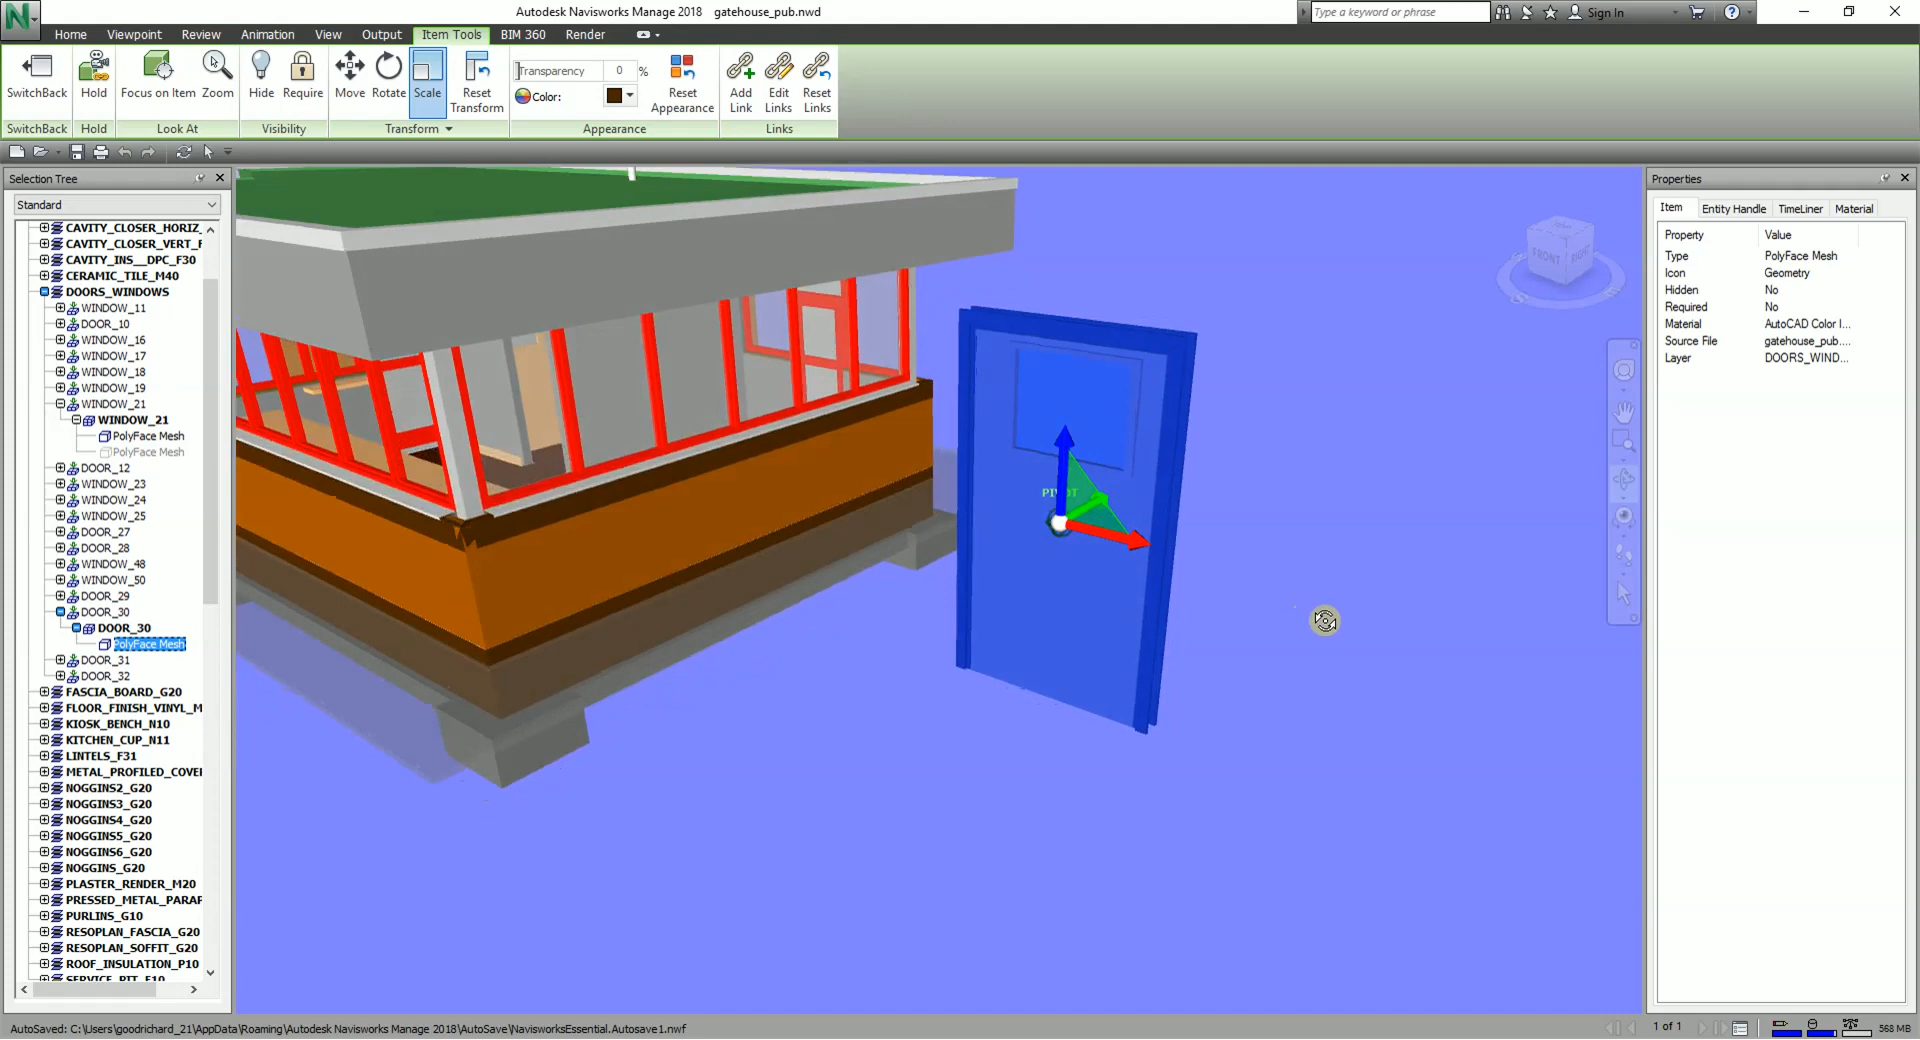 Autodesk Navisworks Manage 2018 gatehouse_pub.nwd
Type a keyword or phrase
Sign In
Home Viewpoint Review Animation View Output Item Tools BIM 360 Render
SwitchBack
Hold
Focus on Item
Zoom
Hide
Require
Move
Rotate
Scale
Reset
Transform
Transparency 0 %
Color:
Reset
Appearance
Add
Link
Edit
Links
Reset
Links
SwitchBack Hold Look At Visibility Transform Appearance Links
Selection Tree
Standard
CAVITY_CLOSER_HORIZ_
CAVITY_CLOSER_VERT_F
CAVITY_INS__DPC_F30
CERAMIC_TILE_M40
DOORS_WINDOWS
WINDOW_11
DOOR_10
WINDOW_16
WINDOW_17
WINDOW_18
WINDOW_19
WINDOW_21
WINDOW_21
PolyFace Mesh
PolyFace Mesh
DOOR_12
WINDOW_23
WINDOW_24
WINDOW_25
DOOR_27
DOOR_28
WINDOW_48
WINDOW_50
DOOR_29
DOOR_30
DOOR_30
PolyFace Mesh
DOOR_31
DOOR_32
FASCIA_BOARD_G20
FLOOR_FINISH_VINYL_M
KIOSK_BENCH_N10
KITCHEN_CUP_N11
LINTELS_F31
METAL_PROFILED_COVE
NOGGINS2_G20
NOGGINS3_G20
NOGGINS4_G20
NOGGINS5_G20
NOGGINS6_G20
NOGGINS_G20
PLASTER_RENDER_M20
PRESSED_METAL_PARAF
PURLINS_G10
RESOPLAN_FASCIA_G20
RESOPLAN_SOFFIT_G20
ROOF_INSULATION_P10
SERVICE_PIT_F10
FRONT RIGHT
Properties
Item Entity Handle TimeLiner Material
Property Value
Type PolyFace Mesh
Icon Geometry
Hidden No
Required No
Material AutoCAD Color I...
Source File gatehouse_pub....
Layer DOORS_WIND...
AutoSaved: C:\Users\goodrichard_21\AppData\Roaming\Autodesk Navisworks Manage 2018\AutoSave\NavisworksEssential.Autosave1.nwf
1 of 1
568 MB